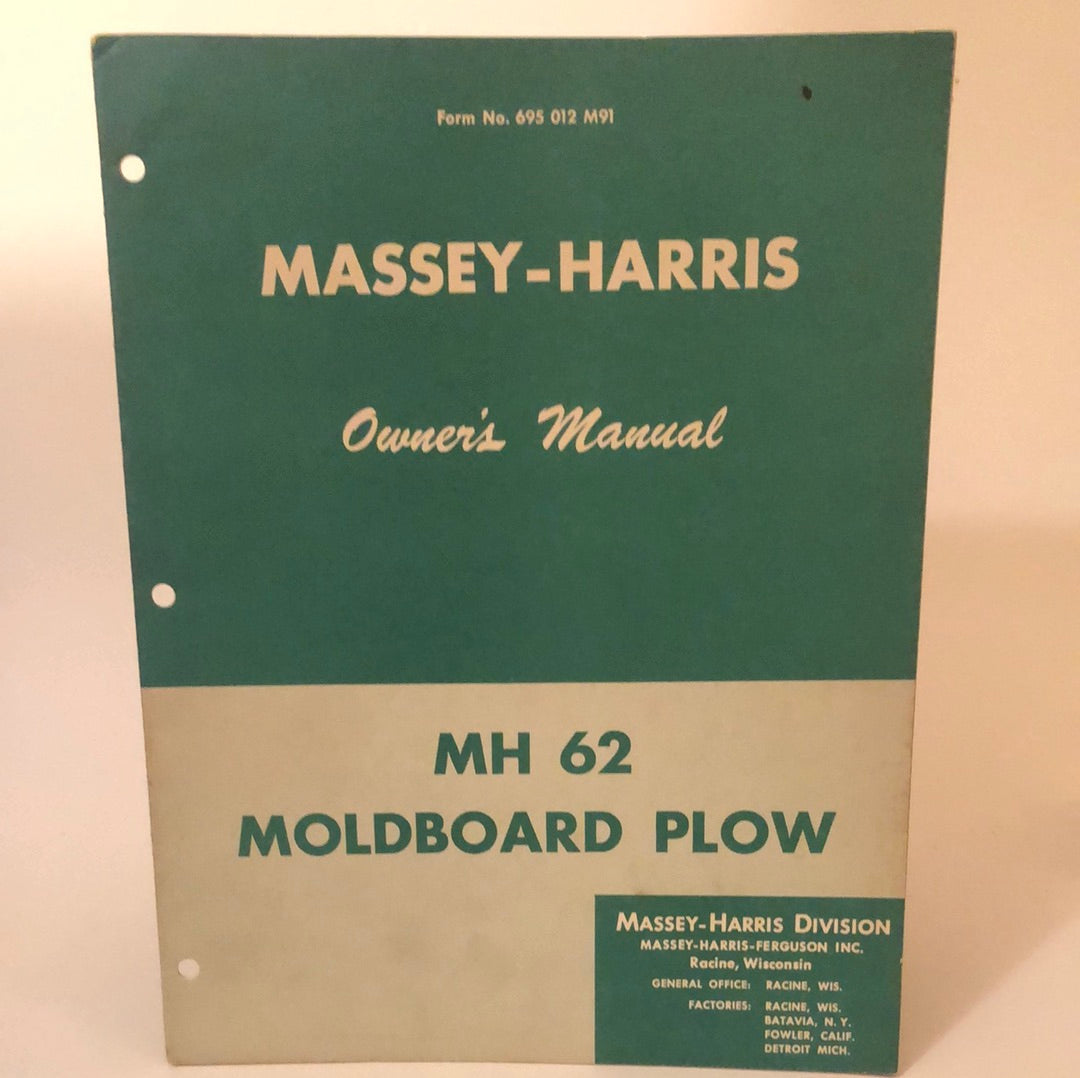 Form No. 695 012 M91
MASSEY-HARRIS
Owner's Manual
MH 62
MOLDBOARD PLOW
MASSEY-HARRIS DIVISION
MASSEY-HARRIS-FERGUSON INC.
Racine, Wisconsin
GENERAL OFFICE: RACINE, WIS.
FACTORIES: RACINE, WIS.
BATAVIA, N. Y.
FOWLER, CALIF.
DETROIT MICH.